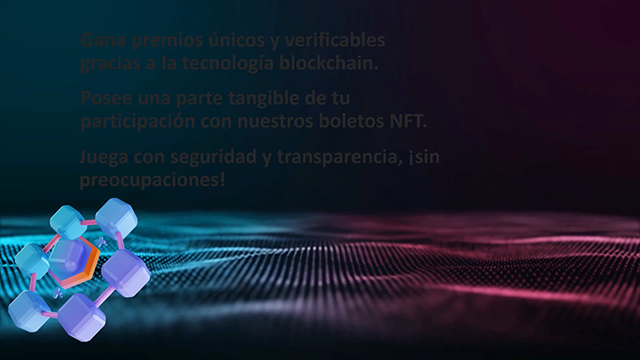 Gana premios únicos y verificables
gracias a la tecnología blockchain.
Posee una parte tangible de tu
participación con nuestros boletos NFT.
Juega con seguridad y transparencia, ¡sin
preocupaciones!